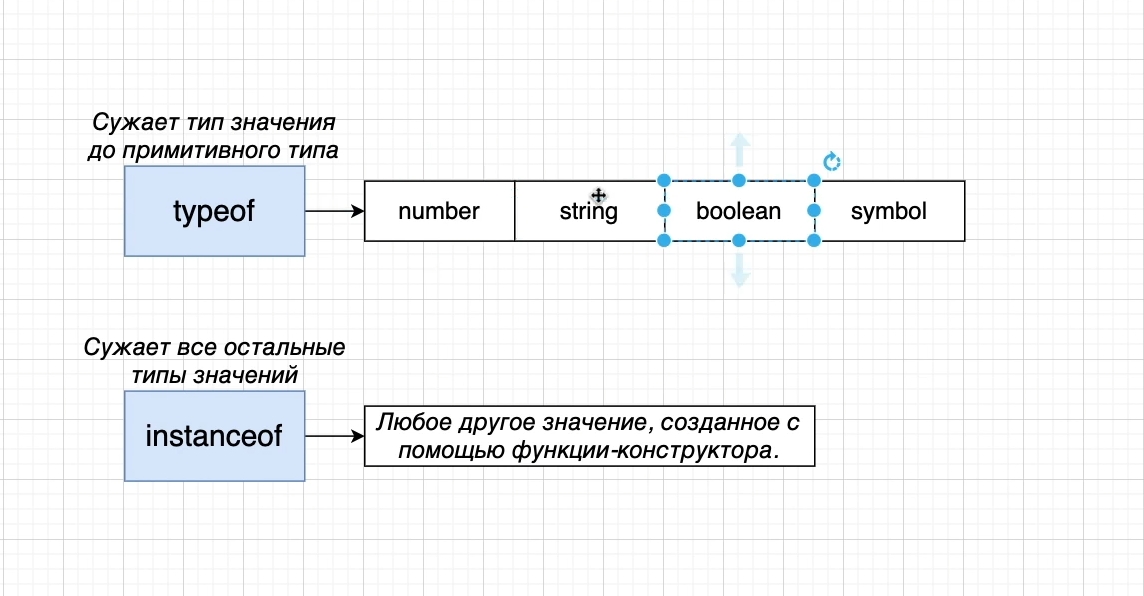 Сужает тип значения
до примитивного типа
typeof
number string boolean symbol
Сужает все остальные
типы значений
instanceof
Любое другое значение, созданное с
помощью функции-конструктора.